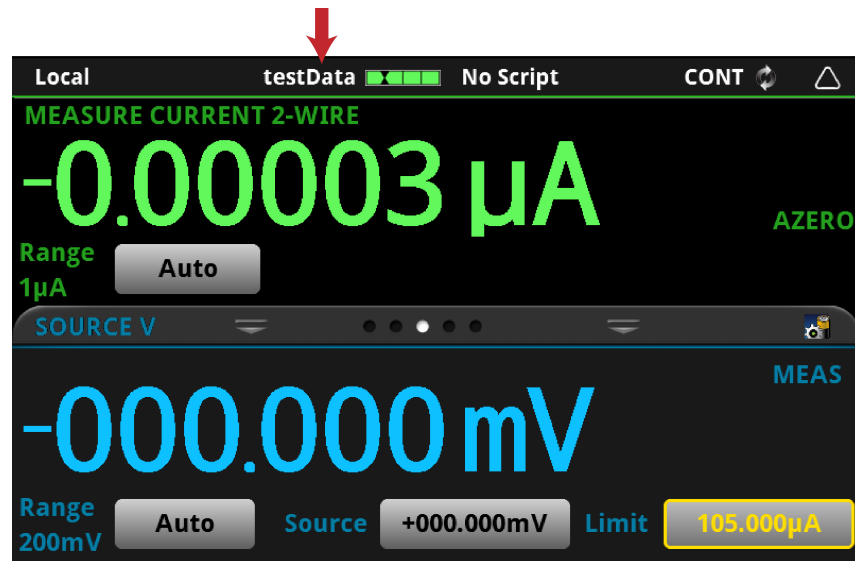 Local testData No Script CONT
MEASURE CURRENT 2-WIRE
-0.00003 µA
AZERO
Range
1µA
Auto
SOURCE V
MEAS
-000.000 mV
Range
200mV
Auto
Source
+000.000mV
Limit
105.000µA